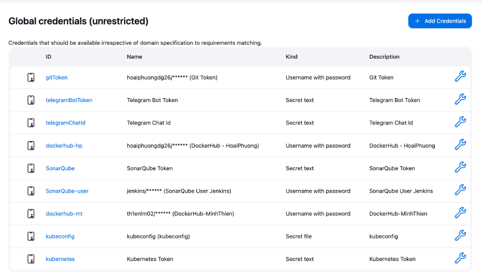 Global credentials (unrestricted)
+ Add Credentials
Credentials that should be available irrespective of domain specification to requirements matching.
ID Name Kind Description
gitToken hoaiphuongdg26/****** (Git Token) Username with password Git Token
telegramBotToken Telegram Bot Token Secret text Telegram Bot Token
telegramChatId Telegram Chat Id Secret text Telegram Chat Id
dockerhub-hp hoaiphuongdg26/****** (DockerHub - HoaiPhuong) Username with password DockerHub - HoaiPhuong
SonarQube SonarQube Token Secret text SonarQube Token
SonarQube-user jenkins/****** (SonarQube User Jenkins) Username with password SonarQube User Jenkins
dockerhub-mt th1enlm02/****** (DockerHub-MinhThien) Username with password DockerHub-MinhThien
kubeconfig kubeconfig (kubeconfig) Secret file kubeconfig
kubernetes Kubernetes Token Secret text Kubernetes Token